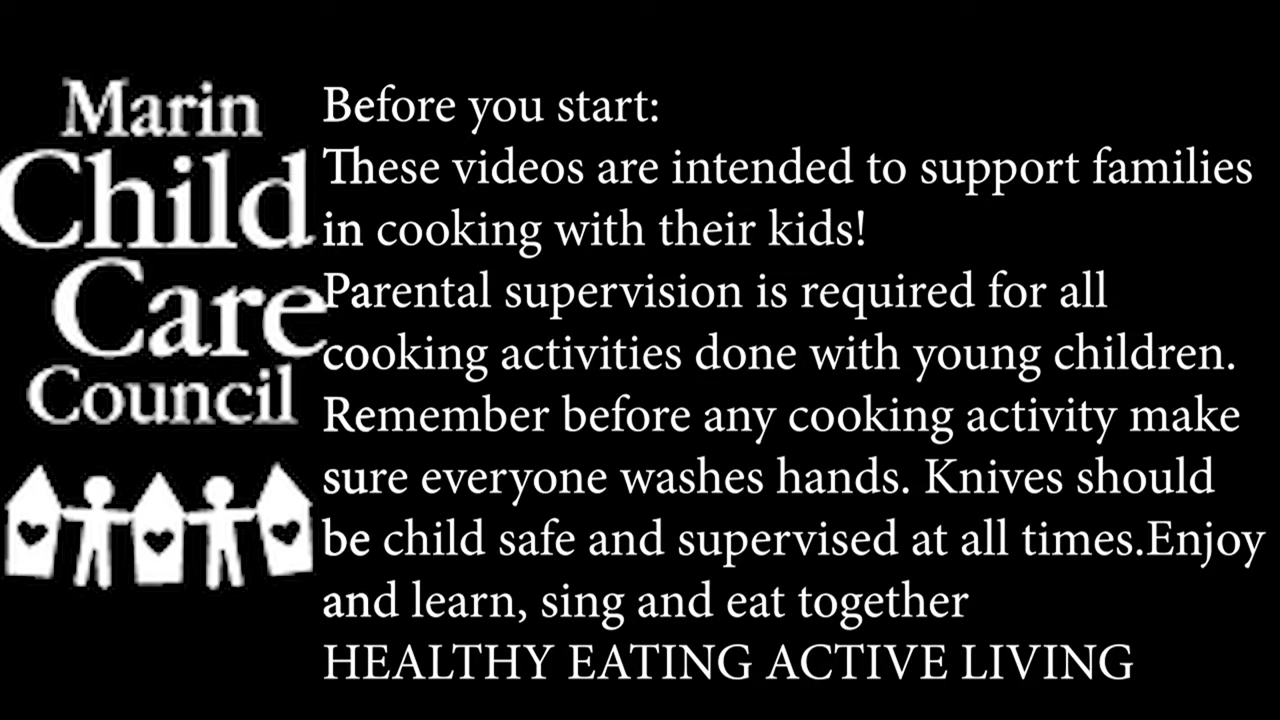 Marin
Child
Care
Council
Before you start:
These videos are intended to support families
in cooking with their kids!
Parental supervision is required for all
cooking activities done with young children.
Remember before any cooking activity make
sure everyone washes hands. Knives should
be child safe and supervised at all times.Enjoy
and learn, sing and eat together
HEALTHY EATING ACTIVE LIVING